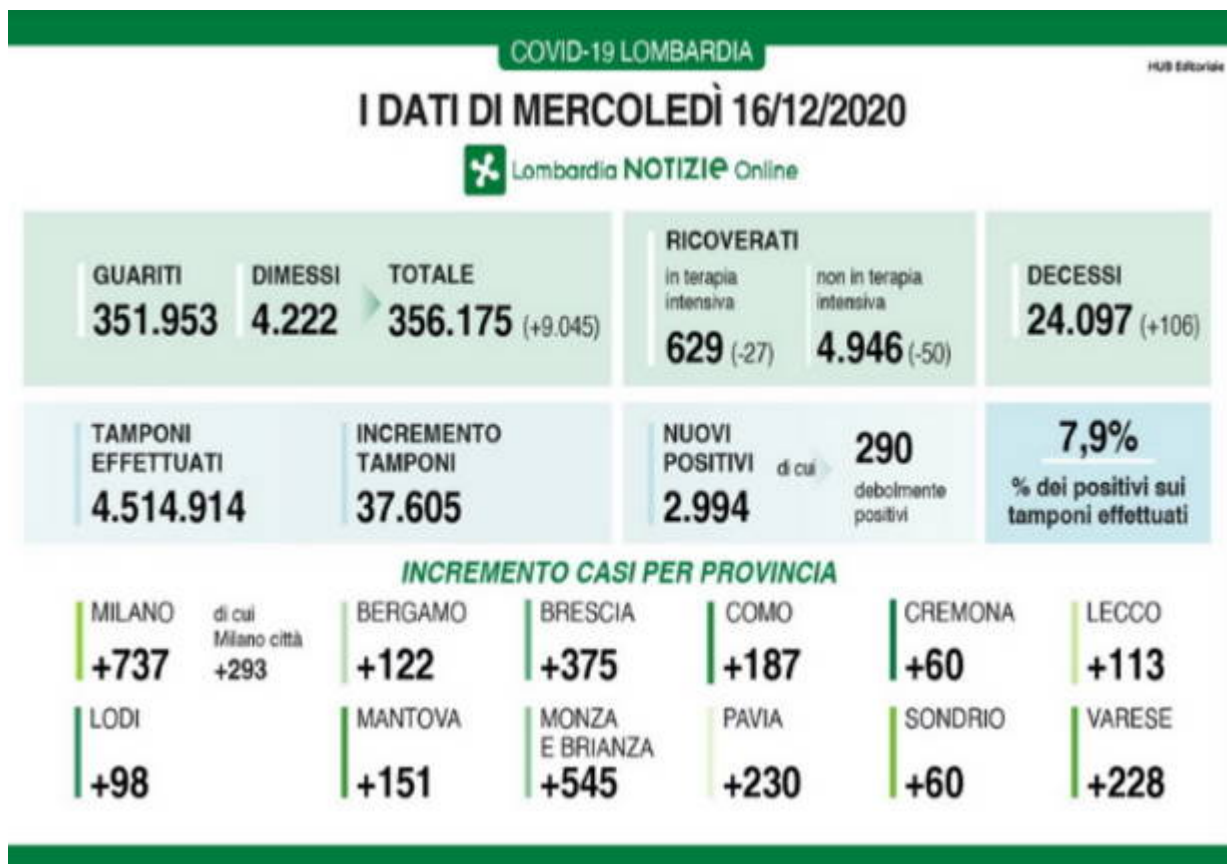 COVID-19 LOMBARDIA
HUB Editoriale
I DATI DI MERCOLEDÌ 16/12/2020
Lombardia NOTIZIE Online
GUARITI
351.953
DIMESSI
4.222
TOTALE
356.175 (+9.045)
RICOVERATI
in terapia
intensiva
629 (-27)
non in terapia
intensiva
4.946 (-50)
DECESSI
24.097 (+106)
TAMPONI
EFFETTUATI
4.514.914
INCREMENTO
TAMPONI
37.605
NUOVI
POSITIVI
2.994
di cui
290
debolmente
positivi
7,9%
% dei positivi sui
tamponi effettuati
INCREMENTO CASI PER PROVINCIA
MILANO
+737
di cui
Milano città
+293
BERGAMO
+122
BRESCIA
+375
COMO
+187
CREMONA
+60
LECCO
+113
LODI
+98
MANTOVA
+151
MONZA
E BRIANZA
+545
PAVIA
+230
SONDRIO
+60
VARESE
+228